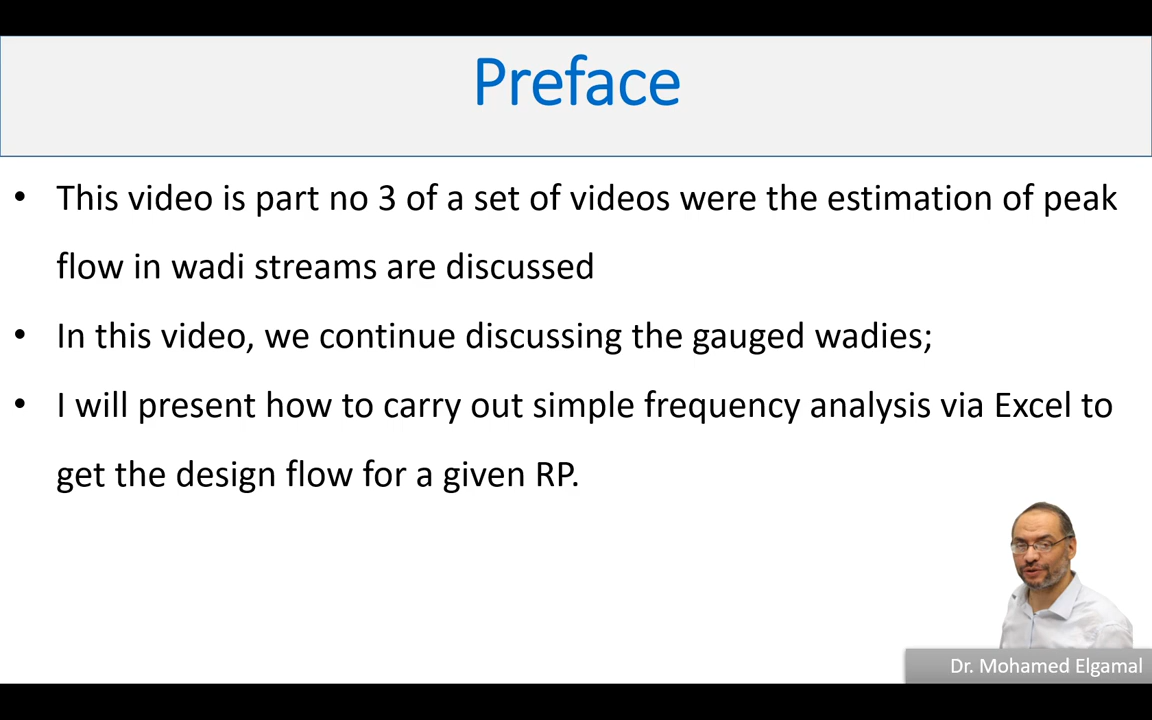 Preface
• This video is part no 3 of a set of videos were the estimation of peak
flow in wadi streams are discussed
• In this video, we continue discussing the gauged wadies;
• I will present how to carry out simple frequency analysis via Excel to
get the design flow for a given RP.
Dr. Mohamed Elgamal